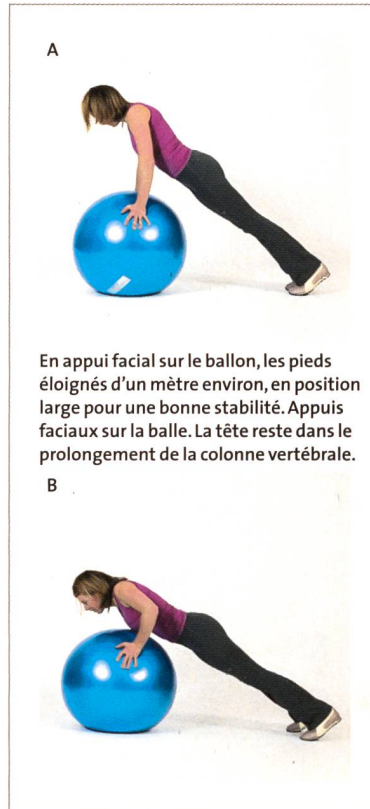 A
En appui facial sur le ballon, les pieds
éloignés d'un mètre environ, en position
large pour une bonne stabilité. Appuis
faciaux sur la balle. La tête reste dans le
prolongement de la colonne vertébrale.
B